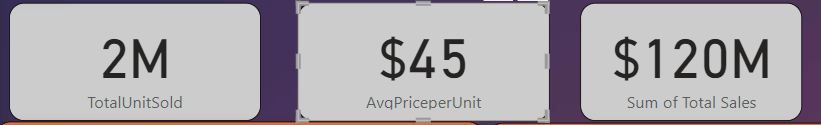 2M
TotalUnitSold
$45
AvgPriceperUnit
$120M
Sum of Total Sales